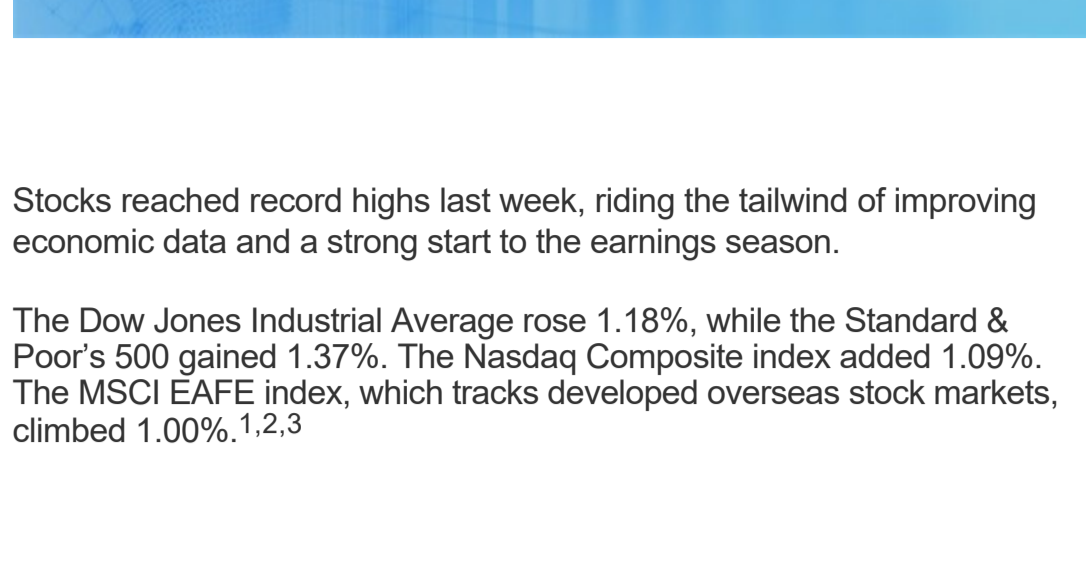 Stocks reached record highs last week, riding the tailwind of improving
economic data and a strong start to the earnings season.
The Dow Jones Industrial Average rose 1.18%, while the Standard &
Poor’s 500 gained 1.37%. The Nasdaq Composite index added 1.09%.
The MSCI EAFE index, which tracks developed overseas stock markets,
climbed 1.00%.1,2,3